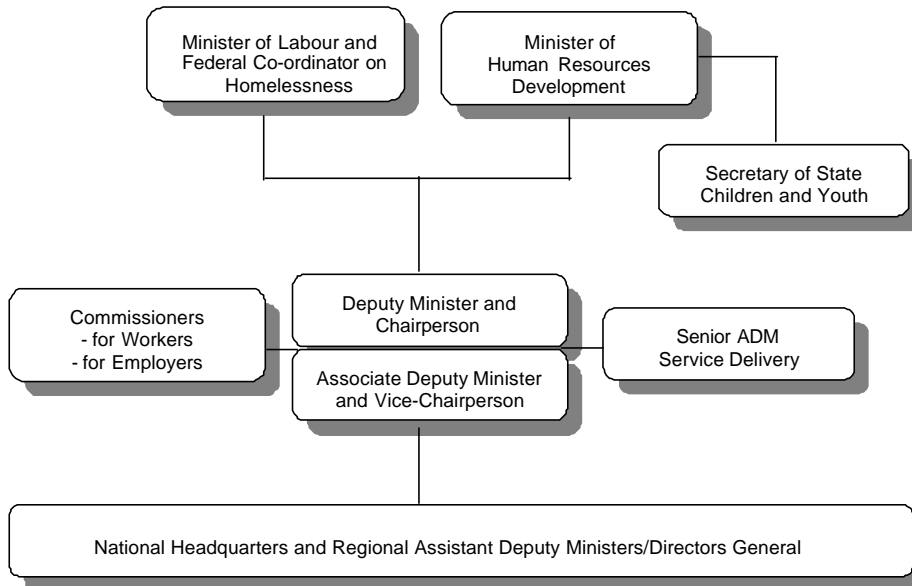 Minister of Labour and
Federal Co-ordinator on
Homelessness
Minister of
Human Resources
Development
Secretary of State
Children and Youth
Deputy Minister and
Chairperson
Commissioners
- for Workers
- for Employers
Senior ADM
Service Delivery
Associate Deputy Minister
and Vice-Chairperson
National Headquarters and Regional Assistant Deputy Ministers/Directors General